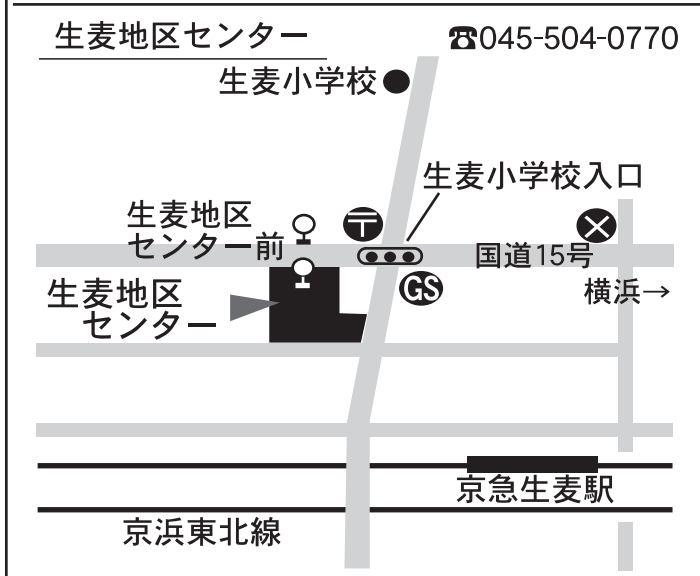 生麦地区センター
☎045-504-0770
生麦小学校
生麦小学校入口
生麦地区
センター前
〒
国道15号
横浜→
生麦地区
センター
GS
京急生麦駅
京浜東北線